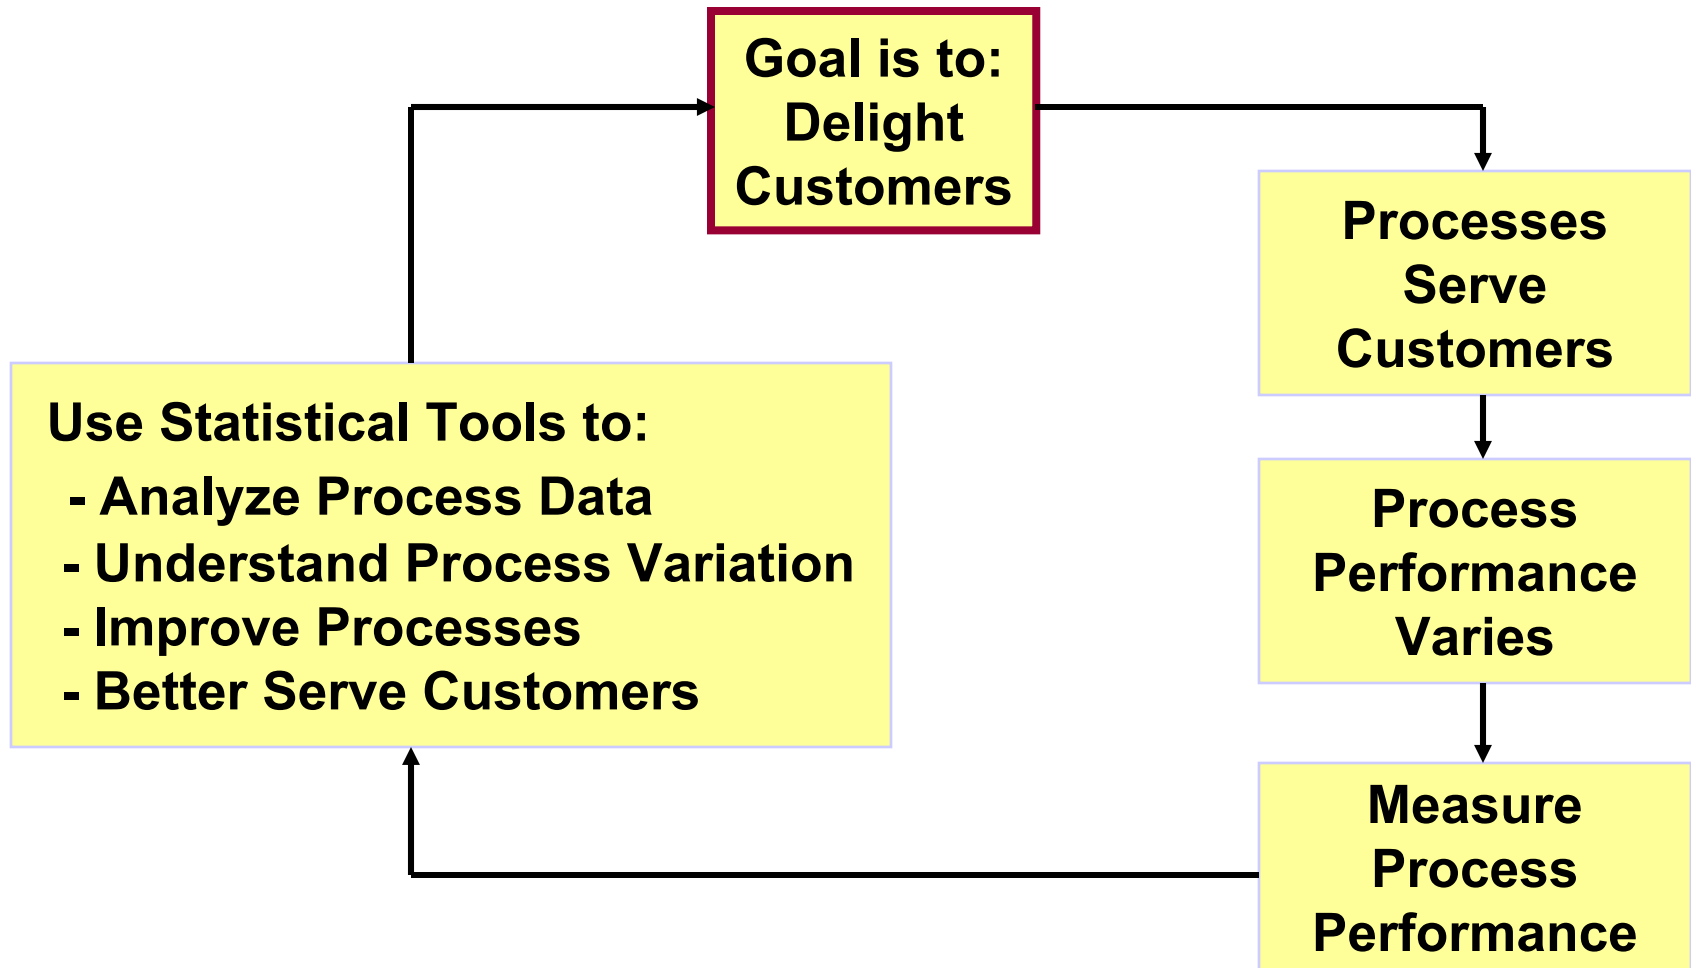 Goal is to:
Delight
Customers
Processes
Serve
Customers
Process
Performance
Varies
Measure
Process
Performance
Use Statistical Tools to:
- Analyze Process Data
- Understand Process Variation
- Improve Processes
- Better Serve Customers